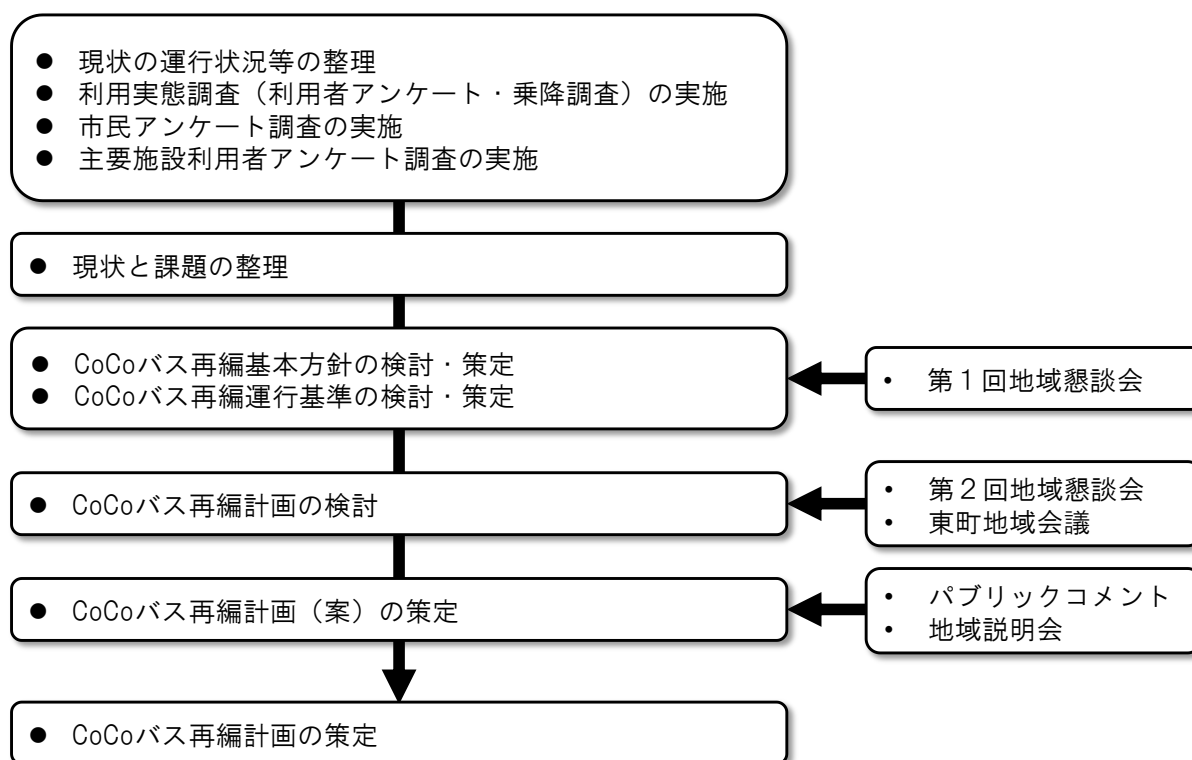 ● 現状の運行状況等の整理
● 利用実態調査（利用者アンケート・乗降調査）の実施
● 市民アンケート調査の実施
● 主要施設利用者アンケート調査の実施
● 現状と課題の整理
● CoCoバス再編基本方針の検討・策定
● CoCoバス再編運行基準の検討・策定
• 第１回地域懇談会
● CoCoバス再編計画の検討
• 第２回地域懇談会
• 東町地域会議
● CoCoバス再編計画（案）の策定
• パブリックコメント
• 地域説明会
● CoCoバス再編計画の策定